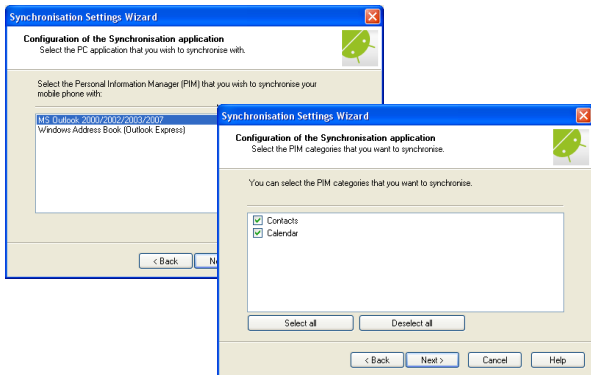 Synchronisation Settings Wizard
Configuration of the Synchronisation application
Select the PC application that you wish to synchronise with.
Select the Personal Information Manager (PIM) that you wish to synchronise your
mobile phone with:
MS Outlook 2000/2002/2003/2007
Windows Address Book (Outlook Express)
< Back
Synchronisation Settings Wizard
Configuration of the Synchronisation application
Select the PIM categories that you want to synchronise.
You can select the PIM categories that you want to synchronise.
Contacts
Calendar
Select all
Deselect all
< Back
Next >
Cancel
Help